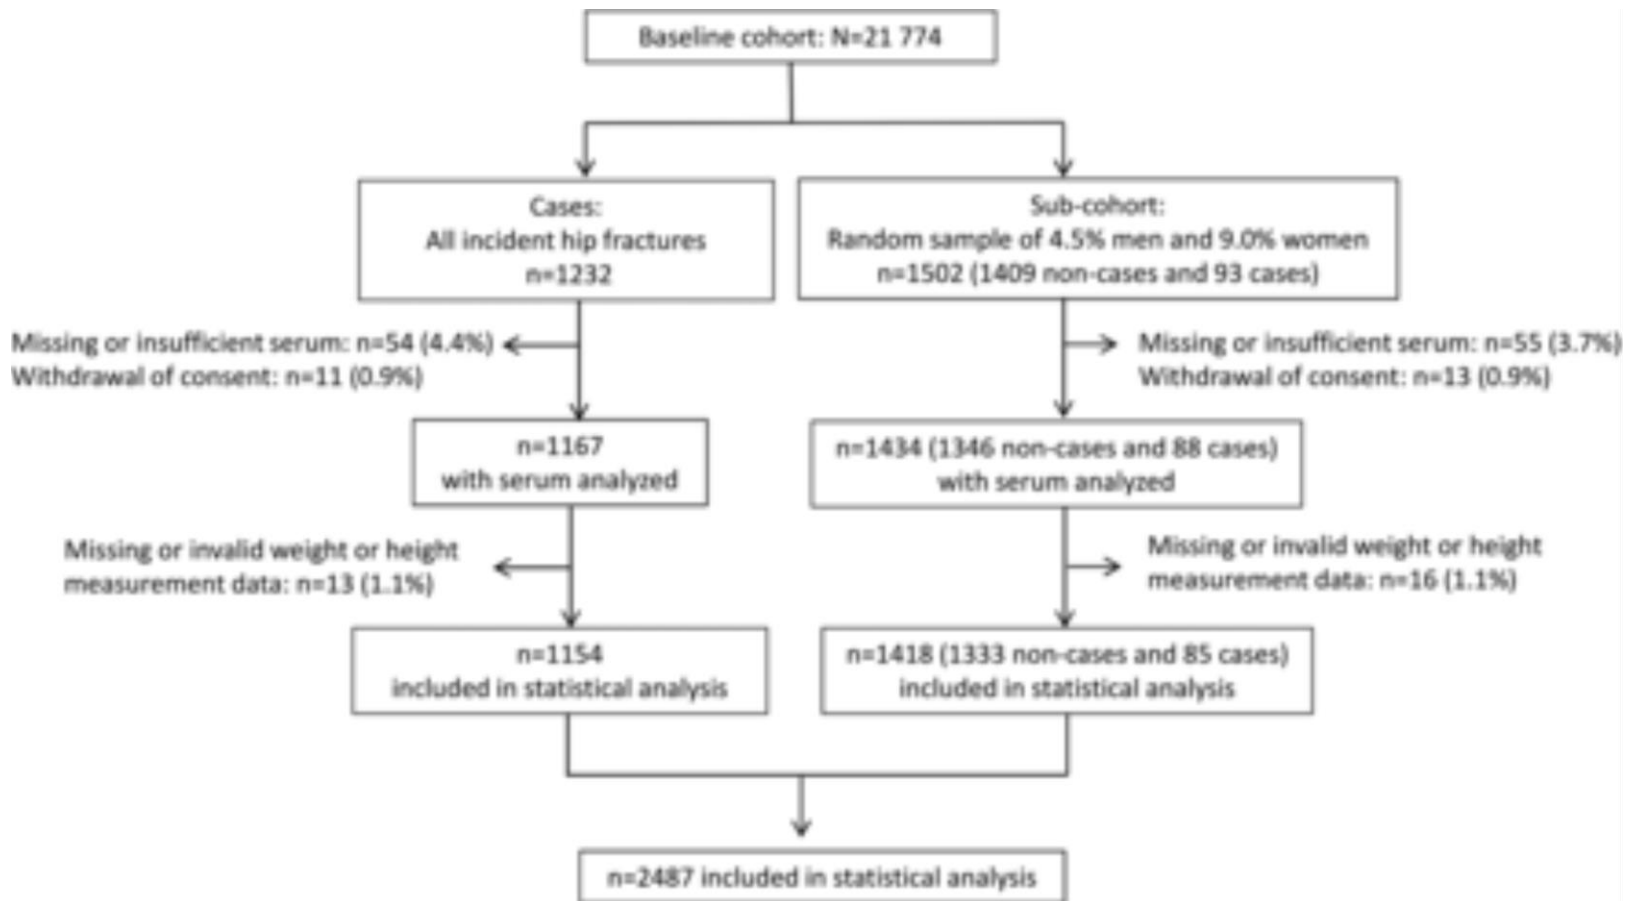 Baseline cohort: N=21 774
Cases:
All incident hip fractures
n=1232
Sub-cohort:
Random sample of 4.5% men and 9.0% women
n=1502 (1409 non-cases and 93 cases)
Missing or insufficient serum: n=54 (4.4%)
Withdrawal of consent: n=11 (0.9%)
Missing or insufficient serum: n=55 (3.7%)
Withdrawal of consent: n=13 (0.9%)
n=1167
with serum analyzed
n=1434 (1346 non-cases and 88 cases)
with serum analyzed
Missing or invalid weight or height
measurement data: n=13 (1.1%)
Missing or invalid weight or height
measurement data: n=16 (1.1%)
n=1154
included in statistical analysis
n=1418 (1333 non-cases and 85 cases)
included in statistical analysis
n=2487 included in statistical analysis